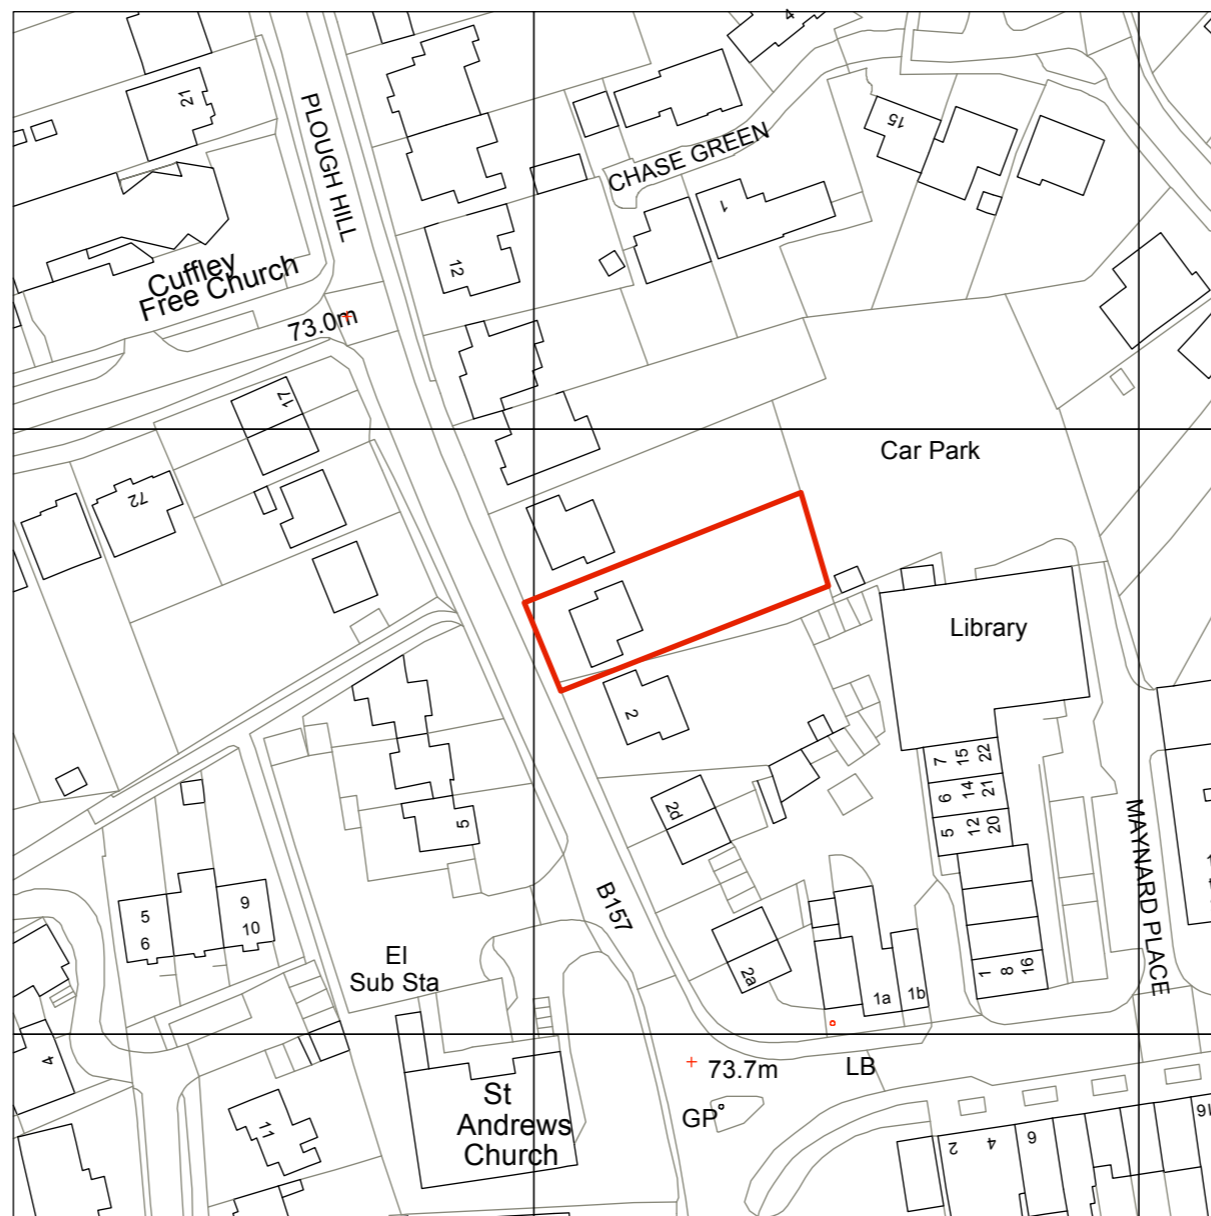 4
21
PLOUGH HILL
15
CHASE GREEN
1
12
Cuffley
Free Church
73.0m
17
Car Park
72
Library
2
7 15 22
6 14 21
5 12 20
2d
5
MAYNARD PLACE
B157
5
6
9
10
El
Sub Sta
2a
1a
1b
1 8 16
4
73.7m
LB
St
Andrews
Church
GP
11
2 4 6
16